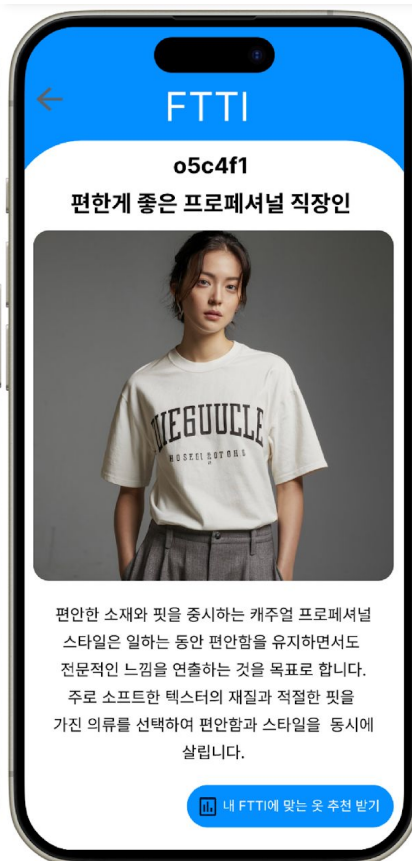 FTTI
o5c4f1
편한게 좋은 프로페셔널 직장인
DIEGUUCLE
편안한 소재와 핏을 중시하는 캐주얼 프로페셔널
스타일은 일하는 동안 편안함을 유지하면서도
전문적인 느낌을 연출하는 것을 목표로 합니다.
주로 소프트한 텍스터의 재질과 적절한 핏을
가진 의류를 선택하여 편안함과 스타일을 동시에
살립니다.
내 FTTI에 맞는 옷 추천 받기